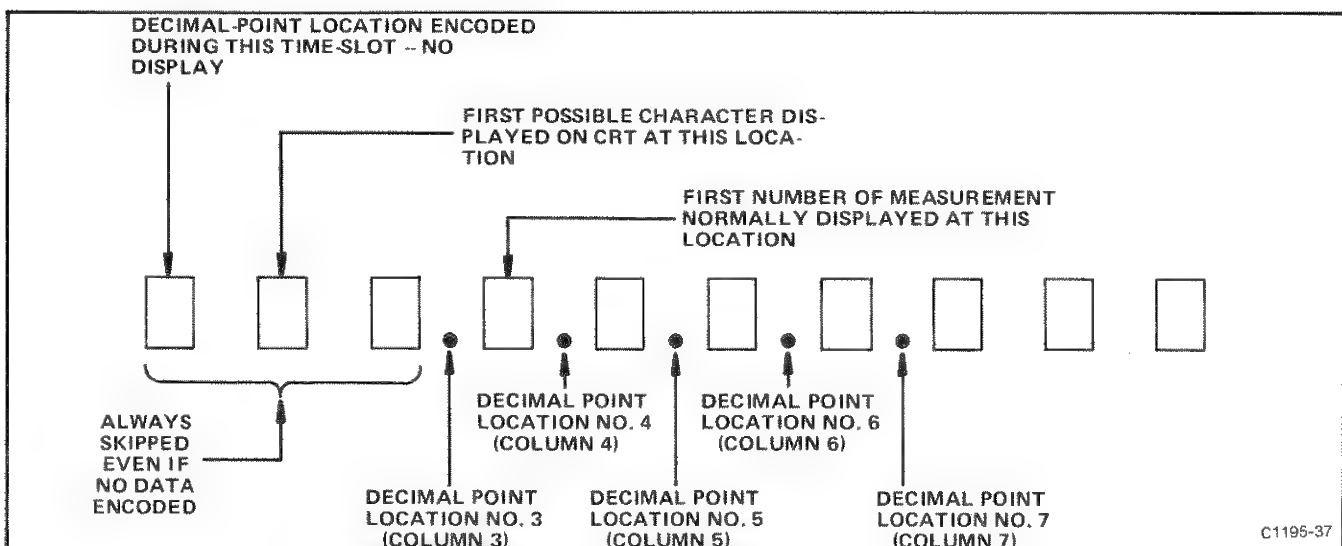 DECIMAL-POINT LOCATION ENCODED
DURING THIS TIME-SLOT -- NO
DISPLAY
FIRST POSSIBLE CHARACTER DIS-
PLAYED ON CRT AT THIS LOCA-
TION
FIRST NUMBER OF MEASUREMENT
NORMALLY DISPLAYED AT THIS
LOCATION
ALWAYS
SKIPPED
EVEN IF
NO DATA
ENCODED
DECIMAL POINT
LOCATION NO. 3
(COLUMN 3)
DECIMAL POINT
LOCATION NO. 4
(COLUMN 4)
DECIMAL POINT
LOCATION NO. 5
(COLUMN 5)
DECIMAL POINT
LOCATION NO. 6
(COLUMN 6)
DECIMAL POINT
LOCATION NO. 7
(COLUMN 7)
C1195-37